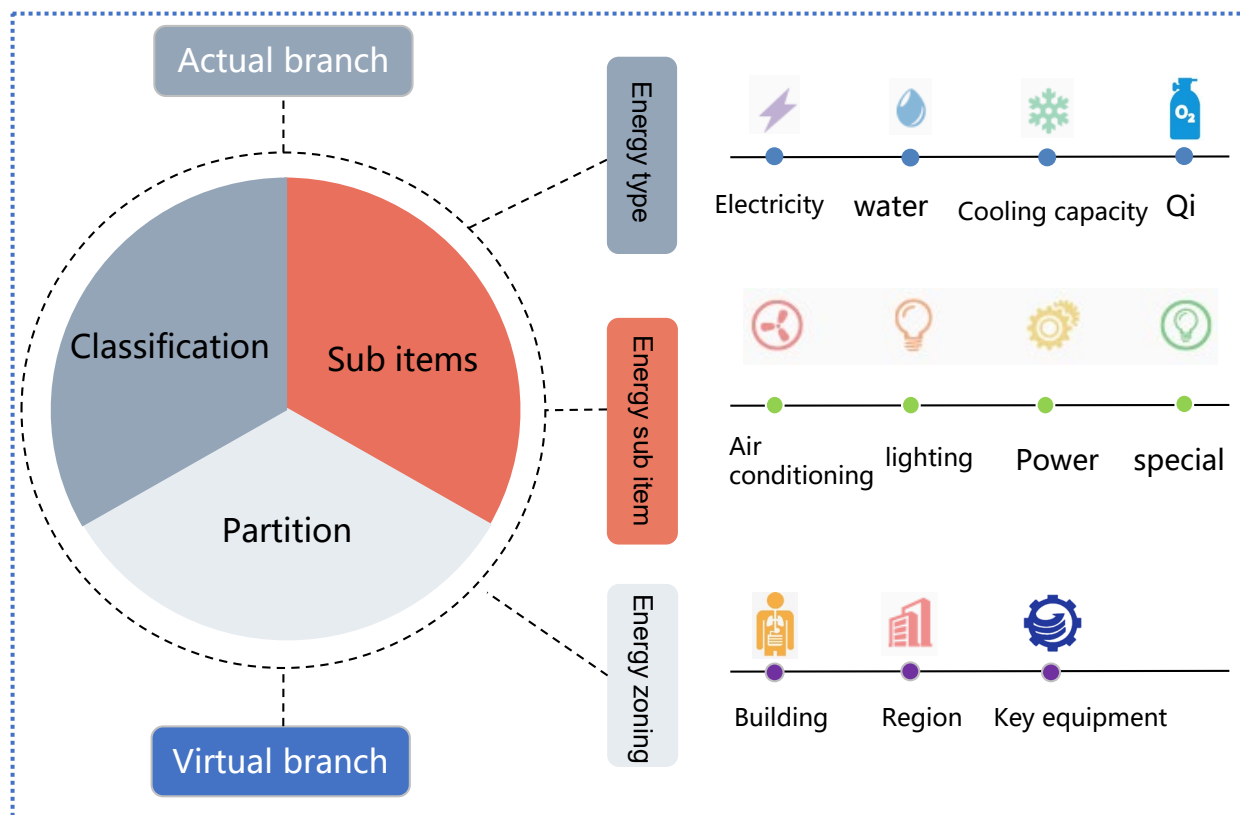 Actual branch
Classification
Sub items
Partition
Virtual branch
Energy type
O₂
Electricity
water
Cooling capacity
Qi
Energy sub item
Air
conditioning
lighting
Power
special
Energy zoning
Building
Region
Key equipment